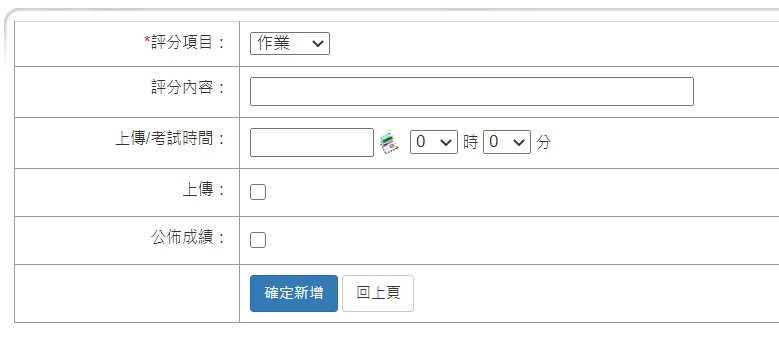 *評分項目： 作業
評分內容：
上傳/考試時間： 0 時 0 分
上傳：
公佈成績：
確定新增 回上頁